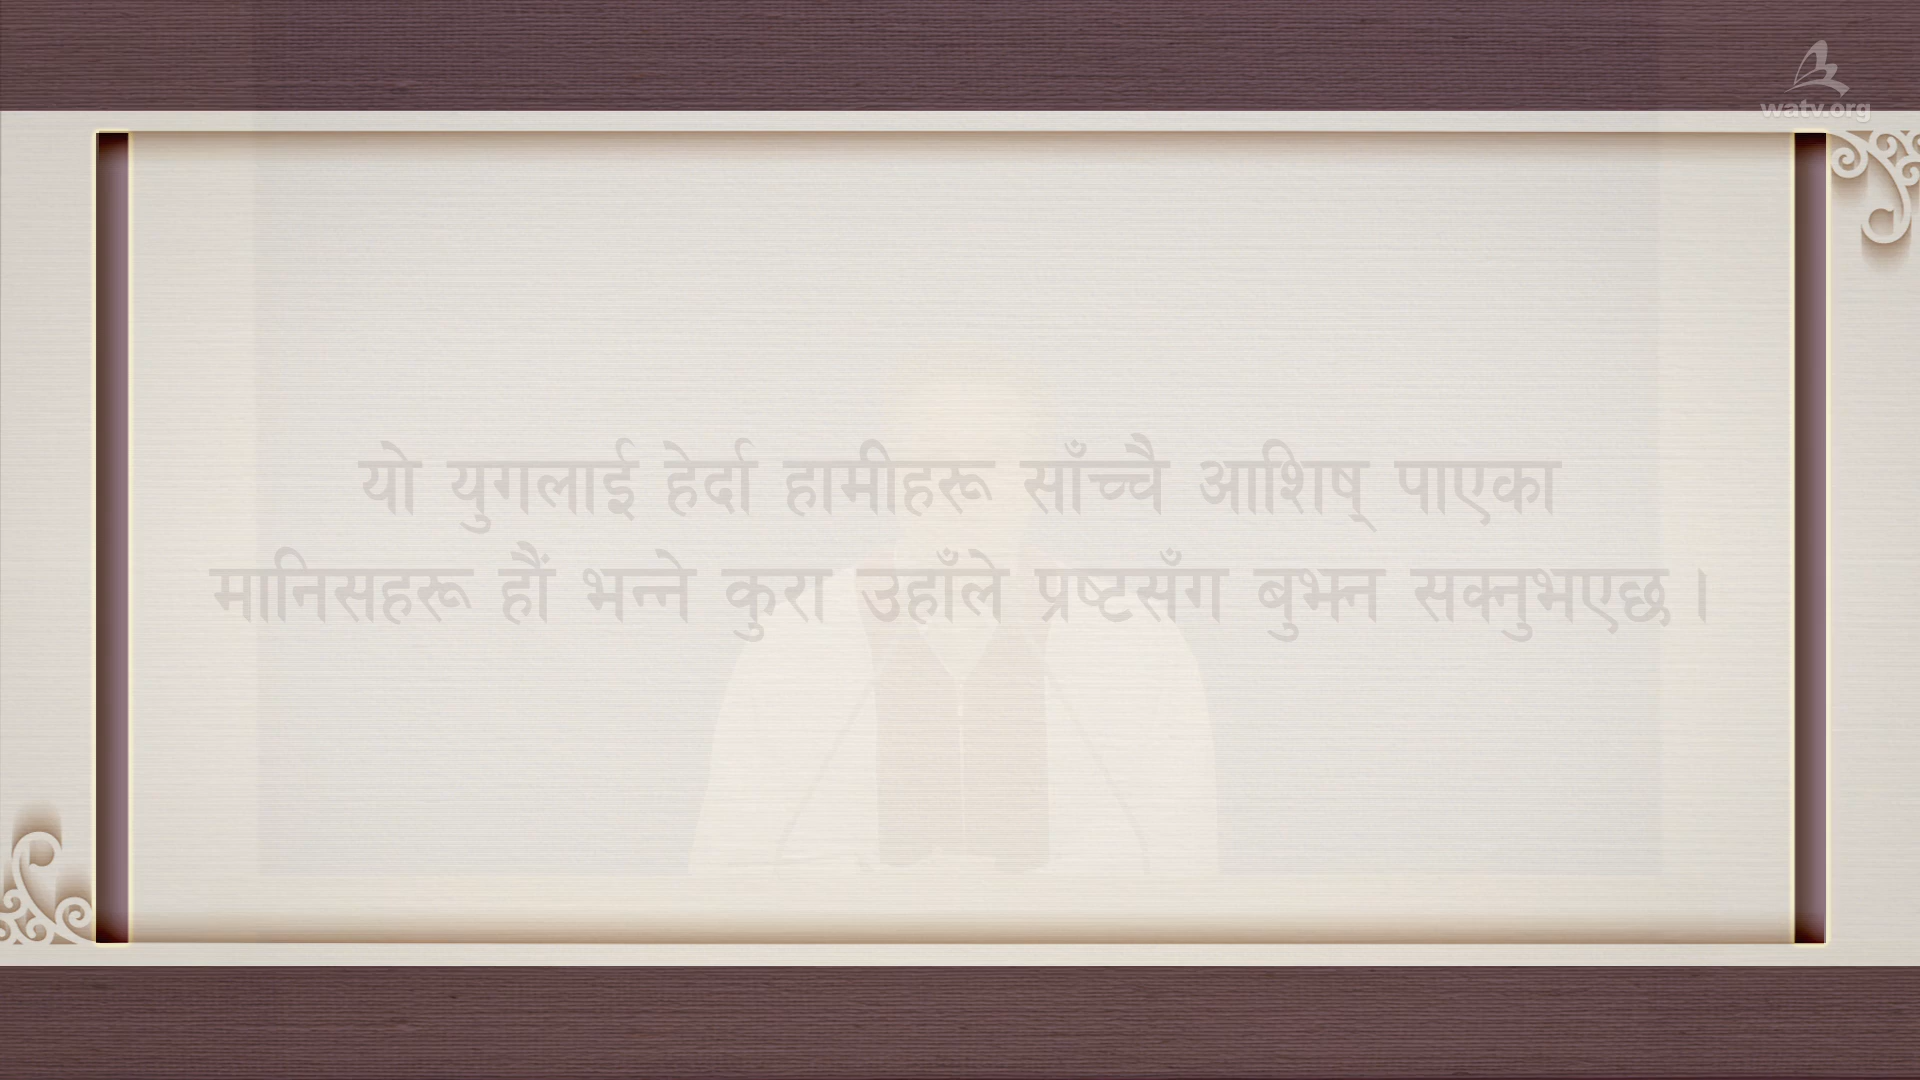 watv.org
यो युगलाई हेर्दा हामीहरू साँच्चै आशिष् पाएका
मानिसहरू हौं भन्ने कुरा उहाँले प्रष्टसँग बुझ्न सक्नुभएछ।